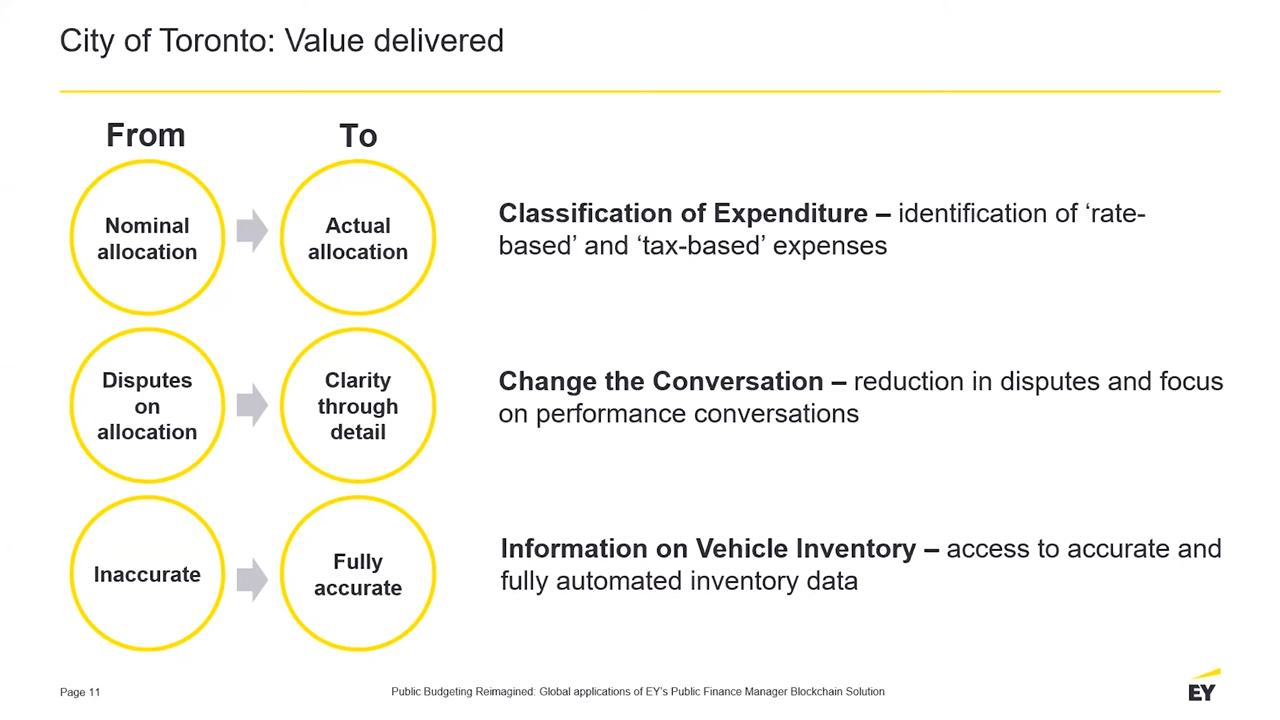 City of Toronto: Value delivered
From
To
Nominal
allocation
Actual
allocation
Classification of Expenditure – identification of ‘rate-
based’ and ‘tax-based’ expenses
Disputes
on
allocation
Clarity
through
detail
Change the Conversation – reduction in disputes and focus
on performance conversations
Inaccurate
Fully
accurate
Information on Vehicle Inventory – access to accurate and
fully automated inventory data
Page 11
Public Budgeting Reimagined: Global applications of EY’s Public Finance Manager Blockchain Solution
EY